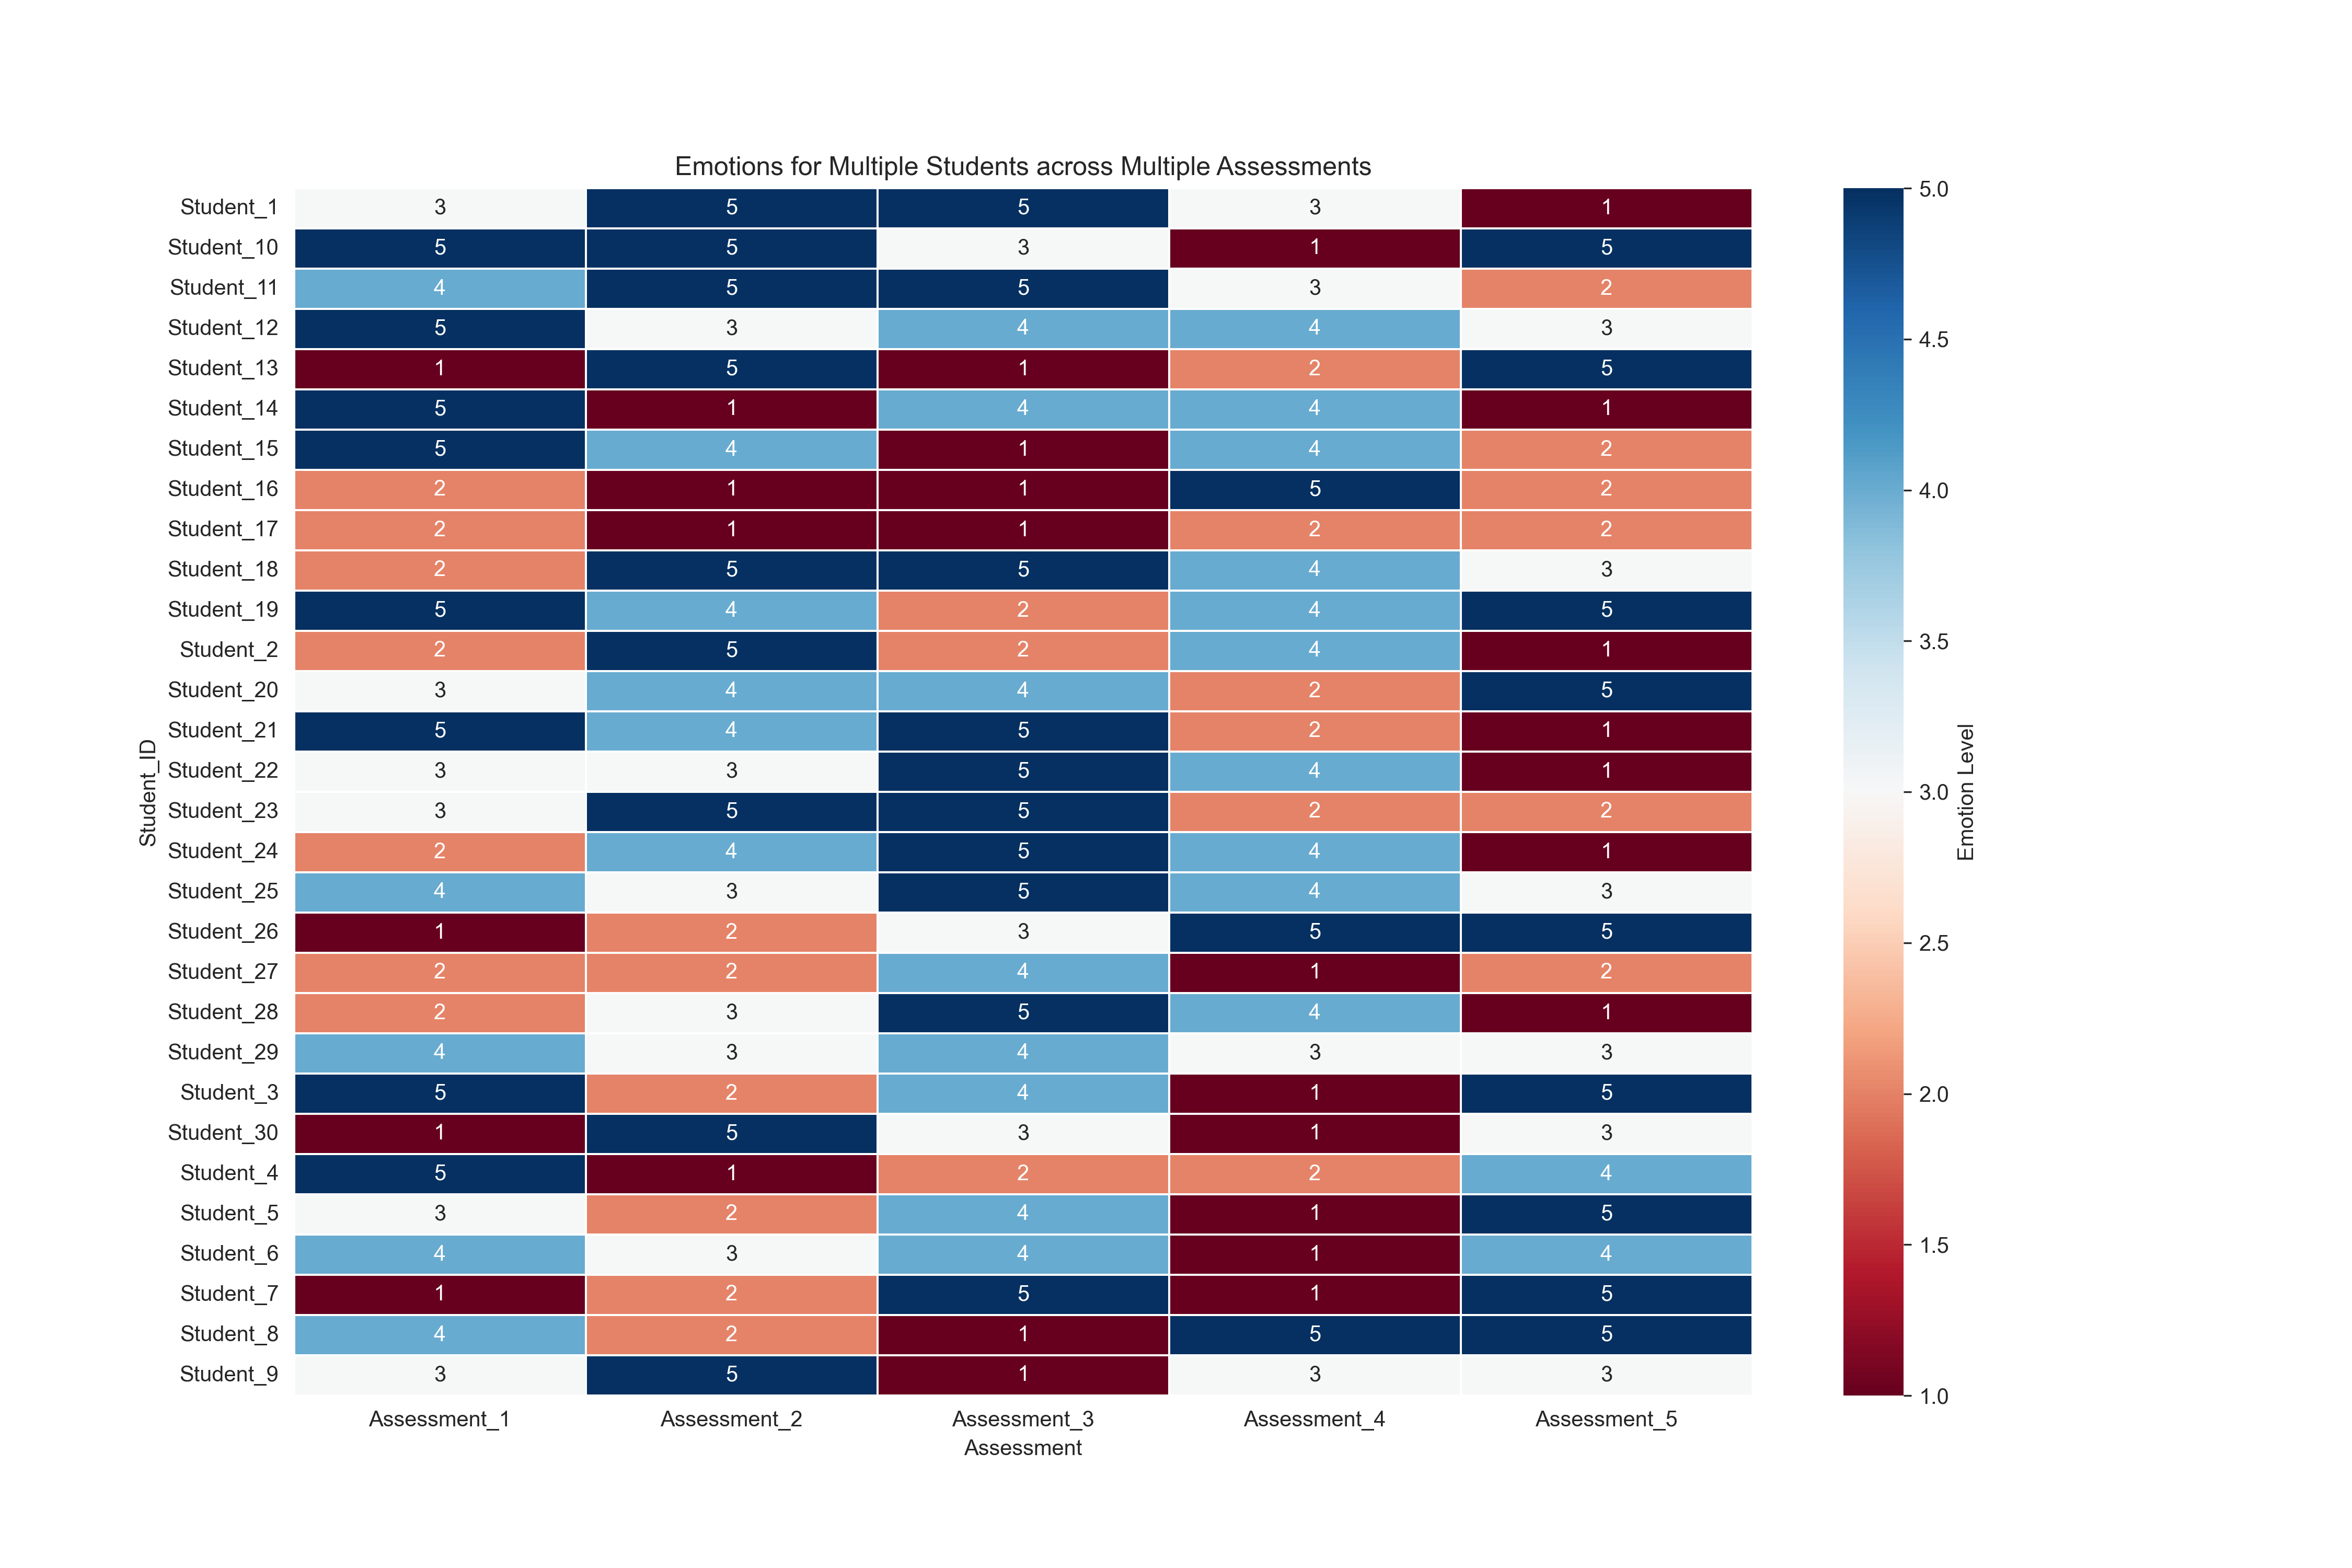 Emotions for Multiple Students across Multiple Assessments
Student_1 3 5 5 3 1
Student_10 5 5 3 1 5
Student_11 4 5 5 3 2
Student_12 5 3 4 4 3
Student_13 1 5 1 2 5
Student_14 5 1 4 4 1
Student_15 5 4 1 4 2
Student_16 2 1 1 5 2
Student_17 2 1 1 2 2
Student_18 2 5 5 4 3
Student_19 5 4 2 4 5
Student_2 2 5 2 4 1
Student_20 3 4 4 2 5
Student_21 5 4 5 2 1
Student_22 3 3 5 4 1
Student_23 3 5 5 2 2
Student_24 2 4 5 4 1
Student_25 4 3 5 4 3
Student_26 1 2 3 5 5
Student_27 2 2 4 1 2
Student_28 2 3 5 4 1
Student_29 4 3 4 3 3
Student_3 5 2 4 1 5
Student_30 1 5 3 1 3
Student_4 5 1 2 2 4
Student_5 3 2 4 1 5
Student_6 4 3 4 1 4
Student_7 1 2 5 1 5
Student_8 4 2 1 5 5
Student_9 3 5 1 3 3
Assessment_1 Assessment_2 Assessment_3 Assessment_4 Assessment_5
Assessment
Student_ID
5.0
4.5
4.0
3.5
3.0
2.5
2.0
1.5
1.0
Emotion Level